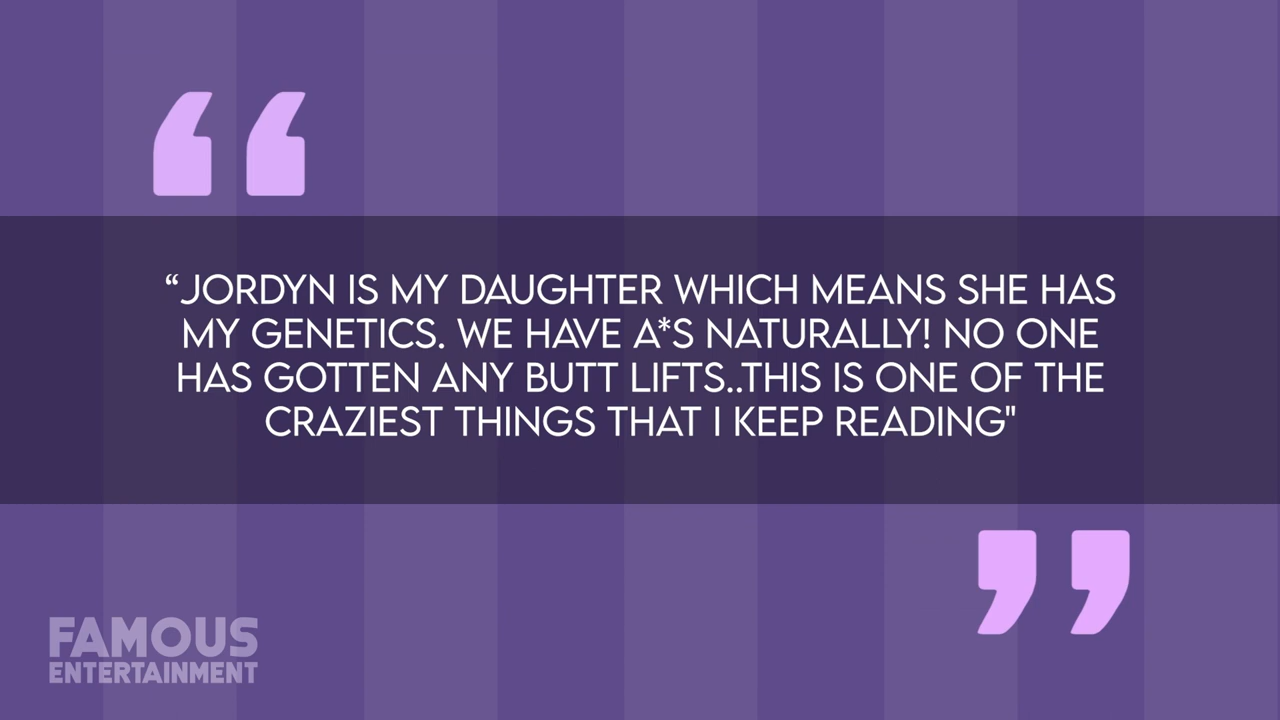 “JORDYN IS MY DAUGHTER WHICH MEANS SHE HAS
MY GENETICS. WE HAVE A*S NATURALLY! NO ONE
HAS GOTTEN ANY BUTT LIFTS..THIS IS ONE OF THE
CRAZIEST THINGS THAT I KEEP READING"
FAMOUS
ENTERTAINMENT